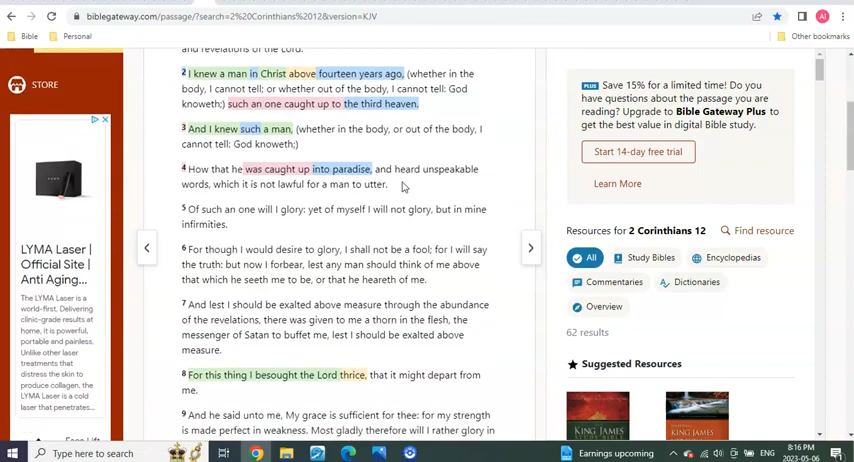 biblegateway.com/passage/?search=2%20Corinthians%2012&version=KJV
AI
Bible
Personal
Other bookmarks
STORE
LYMA Laser |
Official Site |
Anti Aging...
The LYMA Laser is a
world-first. Delivering
clinic-grade results at
home, it is powerful,
portable and painless.
Unlike other laser
treatments that
distress the skin to
produce collagen, the
LYMA Laser is a cold
laser that penetrates...
and revelations of the Lord.
2 I knew a man in Christ above fourteen years ago, (whether in the
body, I cannot tell; or whether out of the body, I cannot tell: God
knoweth;) such an one caught up to the third heaven.
3 And I knew such a man, (whether in the body, or out of the body, I
cannot tell: God knoweth;)
4 How that he was caught up into paradise, and heard unspeakable
words, which it is not lawful for a man to utter.
5 Of such an one will I glory: yet of myself I will not glory, but in mine
infirmities.
6 For though I would desire to glory, I shall not be a fool; for I will say
the truth: but now I forbear, lest any man should think of me above
that which he seeth me to be, or that he heareth of me.
7 And lest I should be exalted above measure through the abundance
of the revelations, there was given to me a thorn in the flesh, the
messenger of Satan to buffet me, lest I should be exalted above
measure.
8 For this thing I besought the Lord thrice, that it might depart from
me.
9 And he said unto me, My grace is sufficient for thee: for my strength
is made perfect in weakness. Most gladly therefore will I rather glory in
PLUS Save 15% for a limited time! Do you
have questions about the passage you are
reading? Upgrade to Bible Gateway Plus to
get the best value in digital Bible study.
Start 14-day free trial
Learn More
Resources for 2 Corinthians 12
Find resource
All
Study Bibles
Encyclopedias
Commentaries
Dictionaries
Overview
62 results
Suggested Resources
KING JAMES
KING JAMES
Type here to search
Earnings upcoming
ENG
8:16 PM
2023-05-06